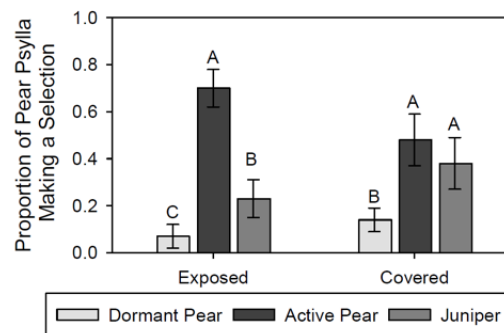 Proportion of Pear Psylla
Making a Selection
1.0
0.8
0.6
0.4
0.2
0.0
C
A
B
B
A
A
Exposed
Covered
Dormant Pear
Active Pear
Juniper